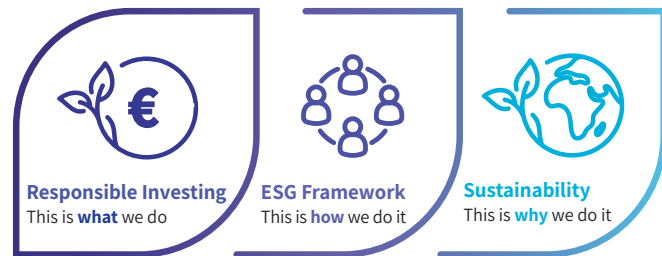 €
Responsible Investing
This is what we do
ESG Framework
This is how we do it
Sustainability
This is why we do it